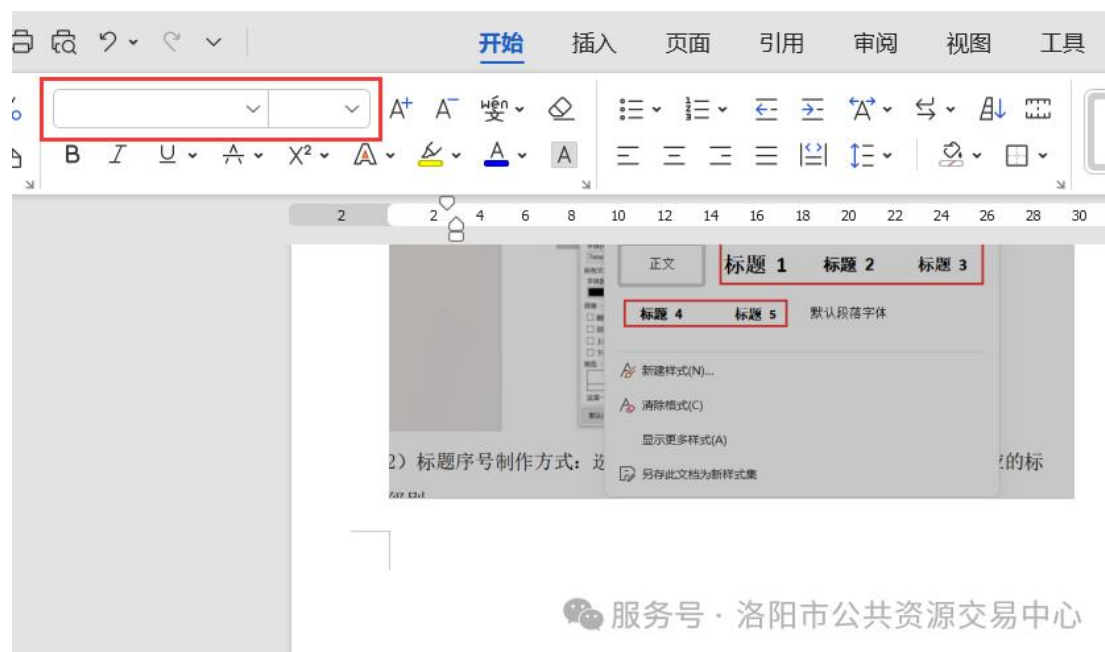 开始 插入 页面 引用 审阅 视图 工具
A+ A- wén 变
B I U A X² A A A
2 2 4 6 8 10 12 14 16 18 20 22 24 26 28 30
正文 标题 1 标题 2 标题 3
标题 4 标题 5 默认段落字体
新建样式(N)...
清除格式(C)
显示更多样式(A)
2）标题序号制作方式：选 的标
另存此文档为新样式集
服务号 · 洛阳市公共资源交易中心